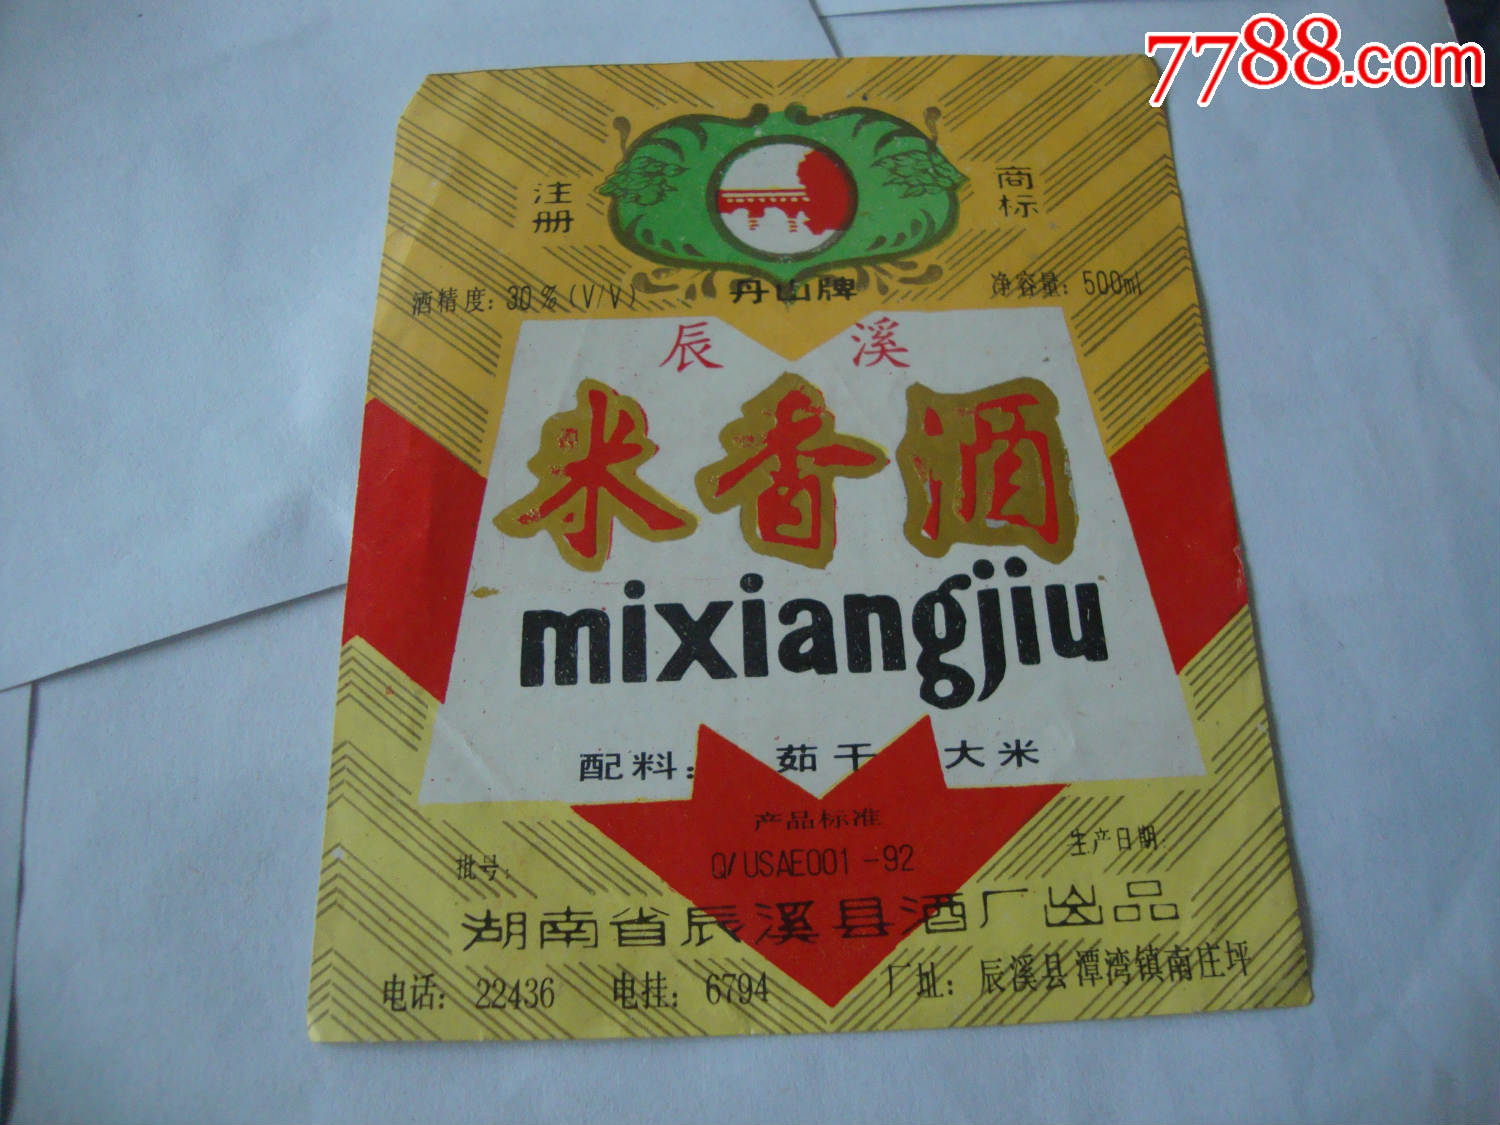 7788.com
注册 商标
酒精度：30％（V/V） 丹山牌 净容量：500ml
辰溪
米香酒
mixiangjiu
配料： 茹干 大米
产品标准
Q/USAE001-92
批号： 生产日期：
湖南省辰溪县酒厂出品
电话：22436 电挂：6794 厂址：辰溪县潭湾镇南庄坪